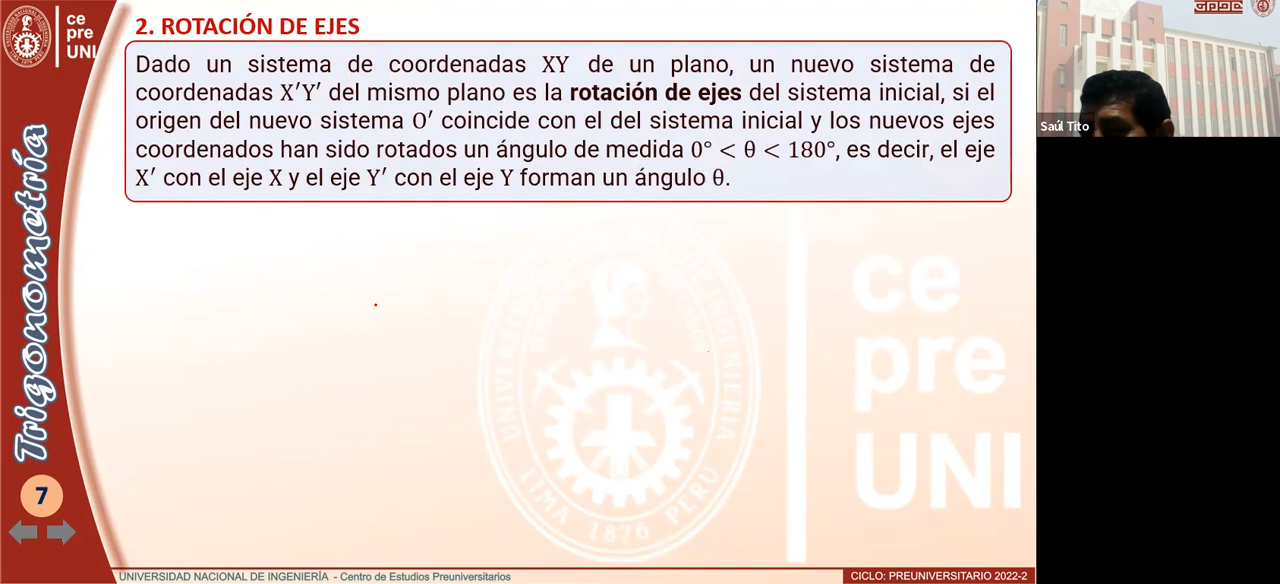 ce
pre
UNI
2. ROTACIÓN DE EJES
Dado un sistema de coordenadas XY de un plano, un nuevo sistema de
coordenadas X′Y′ del mismo plano es la rotación de ejes del sistema inicial, si el
origen del nuevo sistema O′ coincide con el del sistema inicial y los nuevos ejes
coordenados han sido rotados un ángulo de medida 0° < θ < 180°, es decir, el eje
X′ con el eje X y el eje Y′ con el eje Y forman un ángulo θ.
Saúl Tito
Trigonometría
7
ce
pre
UNI
LIMA 1876 PERU
UNIVERSIDAD NACIONAL DE INGENIERÍA - Centro de Estudios Preuniversitarios
CICLO: PREUNIVERSITARIO 2022-2